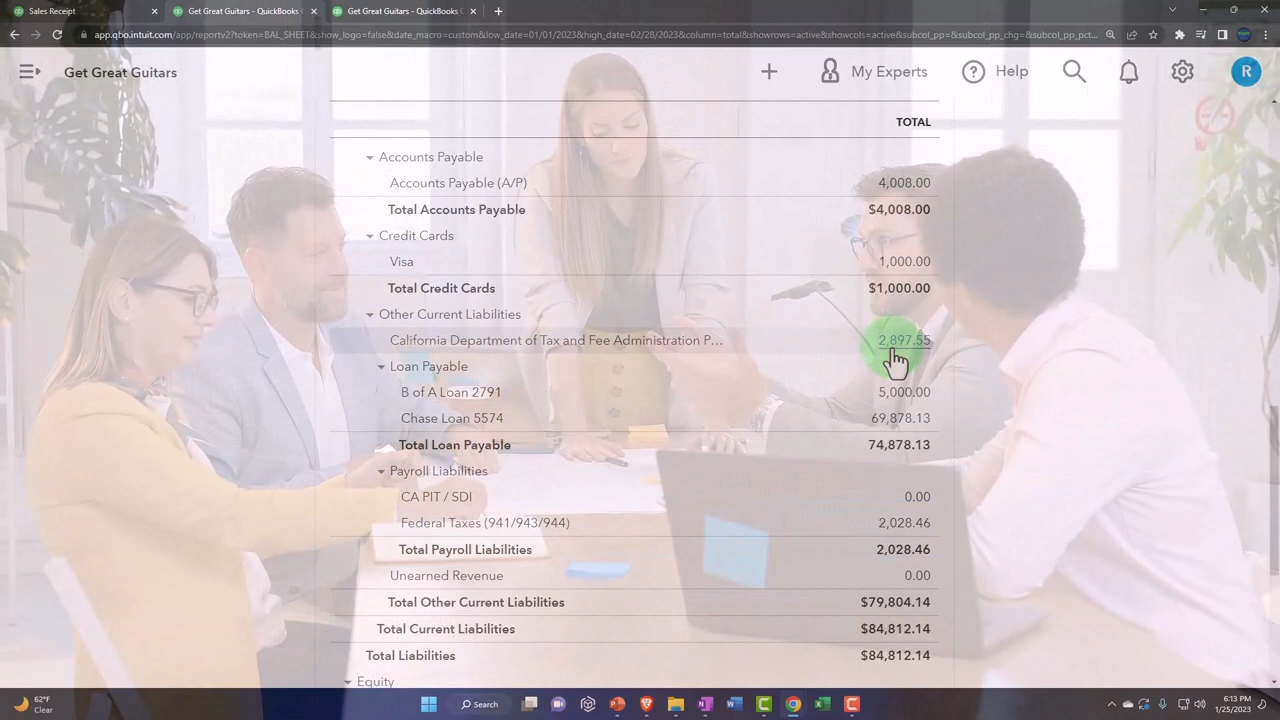 Sales Receipt
Get Great Guitars - QuickBooks
Get Great Guitars - QuickBooks
app.qbo.intuit.com/app/reportv2?token=BAL_SHEET&show_logo=false&date_macro=custom&low_date=01/01/2023&high_date=02/28/2023&column=total&showrows=active&showcols=active&subcol_pp=&subcol_pp_chg=&subcol_pp_pct...
Get Great Guitars
My Experts
Help
R
TOTAL
Accounts Payable
Accounts Payable (A/P) 4,008.00
Total Accounts Payable $4,008.00
Credit Cards
Visa 1,000.00
Total Credit Cards $1,000.00
Other Current Liabilities
California Department of Tax and Fee Administration P... 2,897.55
Loan Payable
B of A Loan 2791 5,000.00
Chase Loan 5574 69,878.13
Total Loan Payable 74,878.13
Payroll Liabilities
CA PIT / SDI 0.00
Federal Taxes (941/943/944) 2,028.46
Total Payroll Liabilities 2,028.46
Unearned Revenue 0.00
Total Other Current Liabilities $79,804.14
Total Current Liabilities $84,812.14
Total Liabilities $84,812.14
Equity
62°F
Clear
Search
6:13 PM
1/25/2023